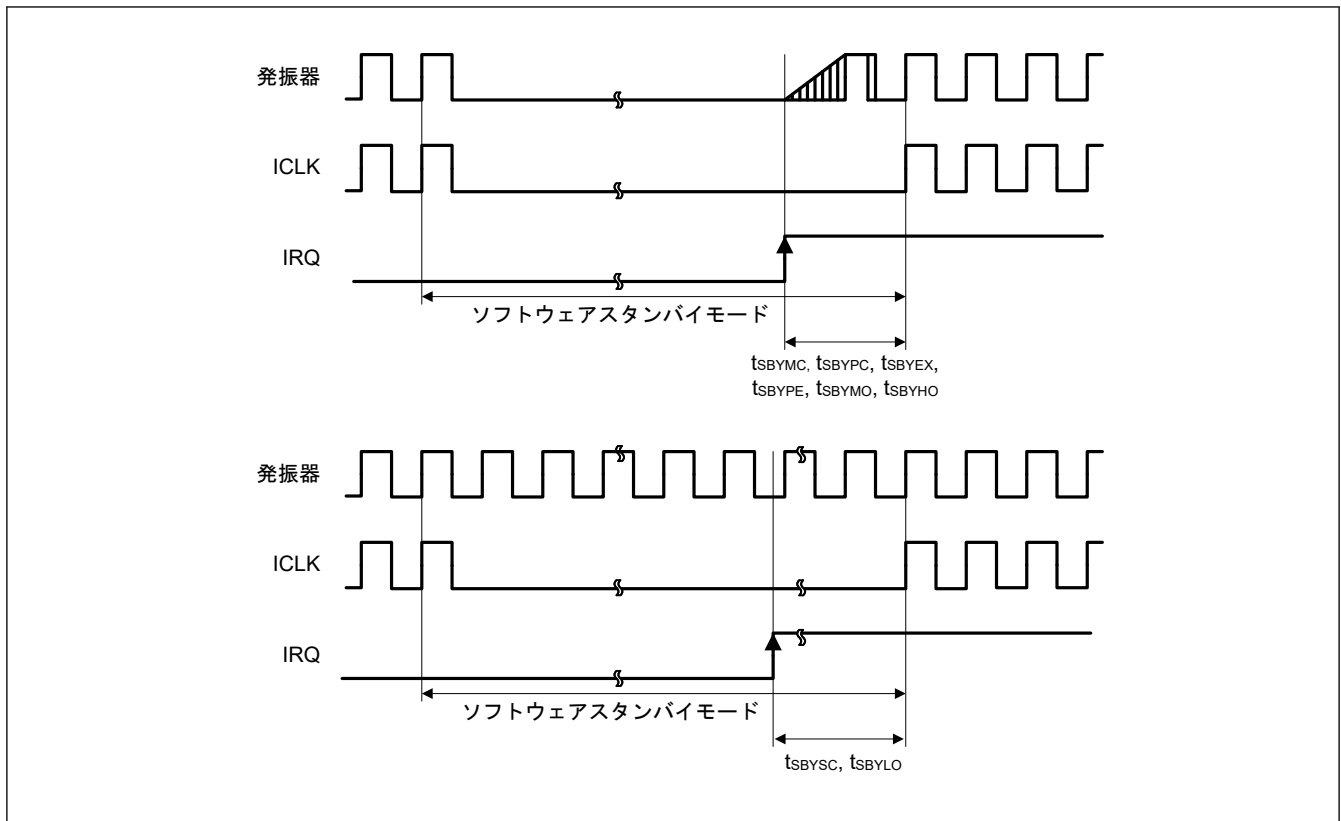 発振器
ICLK
IRQ
ソフトウェアスタンバイモード
tSBYMC, tSBYPC, tSBYEX,
tSBYPE, tSBYMO, tSBYHO
発振器
ICLK
IRQ
ソフトウェアスタンバイモード
tSBYSC, tSBYLO